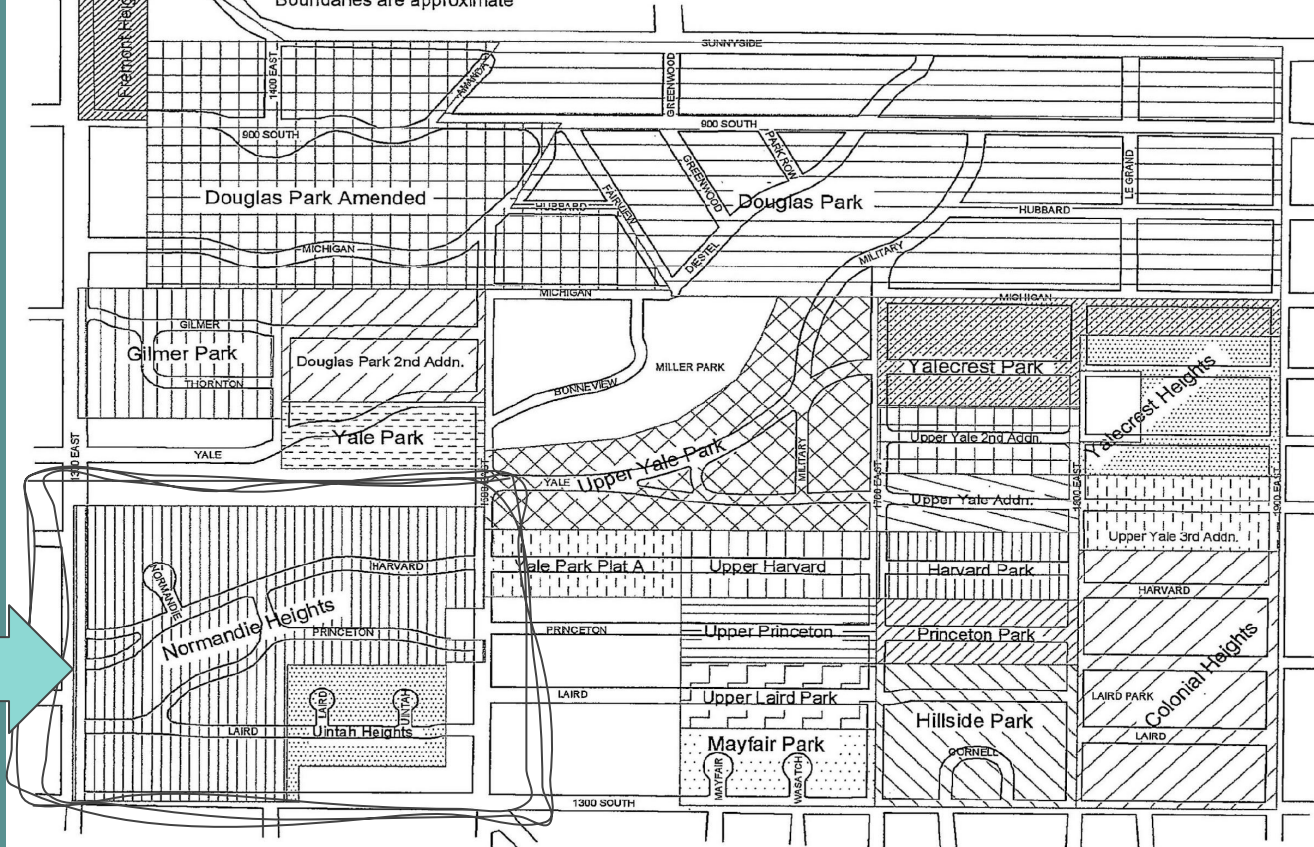 Boundaries are approximate
SUNNYSIDE
1400 EAST
AMANDA
GREENWOOD
900 SOUTH
900 SOUTH
PARK ROW
GREENWOOD
LE GRAND
Douglas Park Amended
FAIRVIEW
Douglas Park
HUBBARD
HUBBARD
MICHIGAN
DIESTEL
MILITARY
MICHIGAN
MICHIGAN
GILMER
Gilmer Park
Douglas Park 2nd Addn.
MILLER PARK
Yalecrest Park
THORNTON
BONNEVIEW
Yalecrest Heights
Yale Park
Upper Yale 2nd Addn.
1300 EAST
YALE
Upper Yale Park
MILITARY
YALE
1700 EAST
1800 EAST
1900 EAST
Upper Yale Addn.
Upper Yale 3rd Addn.
HARVARD
NORMANDIE
Yale Park Plat A
Upper Harvard
Harvard Park
HARVARD
Normandie Heights
PRINCETON
PRINCETON
Upper Princeton
Princeton Park
Colonial Heights
LAIRD
UINTAH
LAIRD
Upper Laird Park
LAIRD PARK
Hillside Park
LAIRD
Uintah Heights
LAIRD
Mayfair Park
CORNELL
MAYFAIR
WASATCH
1300 SOUTH